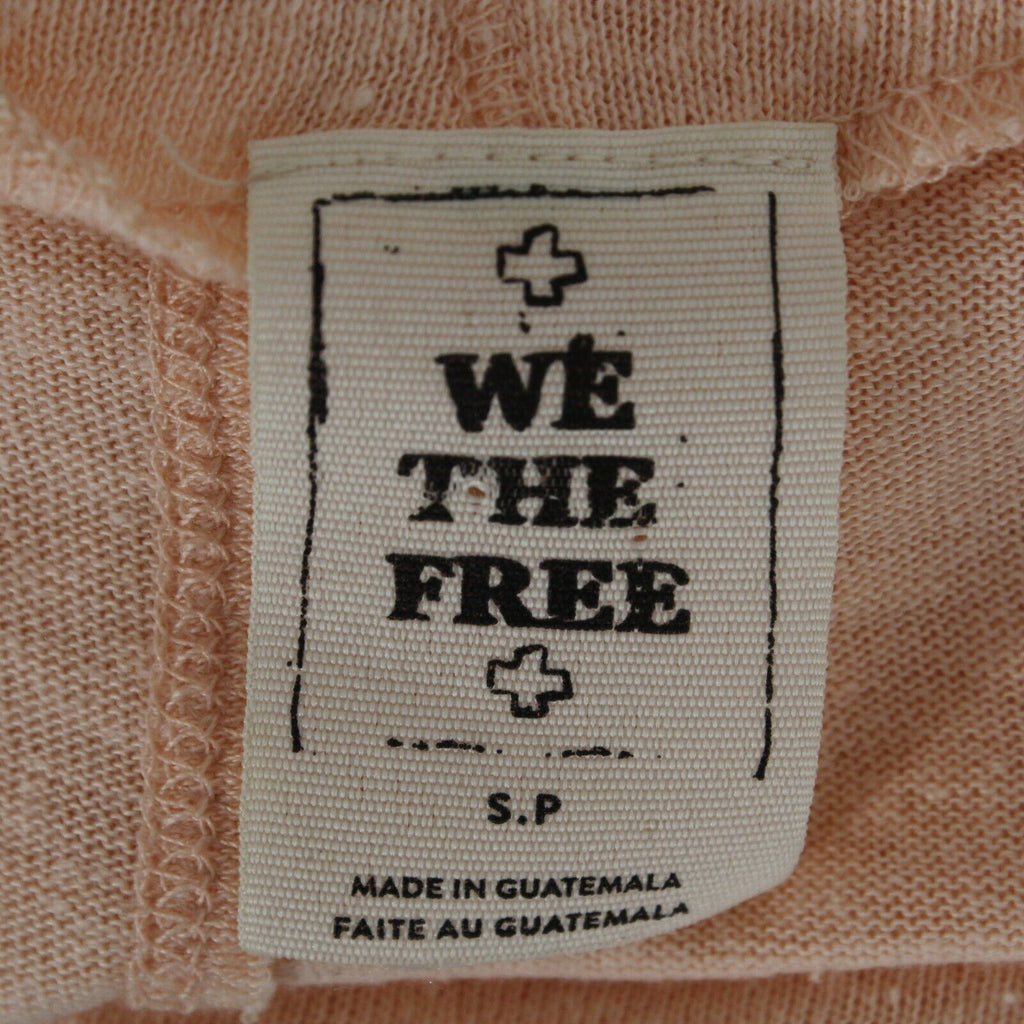 WE
THE
FREE
S.P
MADE IN GUATEMALA
FAITE AU GUATEMALA